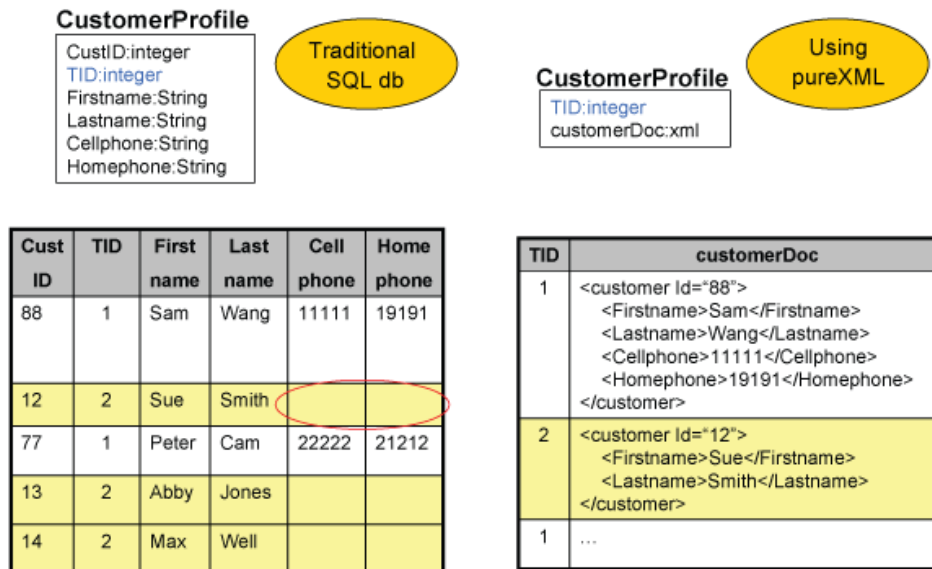 CustomerProfile
CustID:integer
TID:integer
Firstname:String
Lastname:String
Cellphone:String
Homephone:String
Traditional
SQL db
CustomerProfile
TID:integer
customerDoc:xml
Using
pureXML
Cust ID TID First name Last name Cell phone Home phone
88 1 Sam Wang 11111 19191
12 2 Sue Smith
77 1 Peter Cam 22222 21212
13 2 Abby Jones
14 2 Max Well
TID customerDoc
1 <customer Id=“88”>
<Firstname>Sam</Firstname>
<Lastname>Wang</Lastname>
<Cellphone>11111</Cellphone>
<Homephone>19191</Homephone>
</customer>
2 <customer Id=“12”>
<Firstname>Sue</Firstname>
<Lastname>Smith</Lastname>
</customer>
1 ...